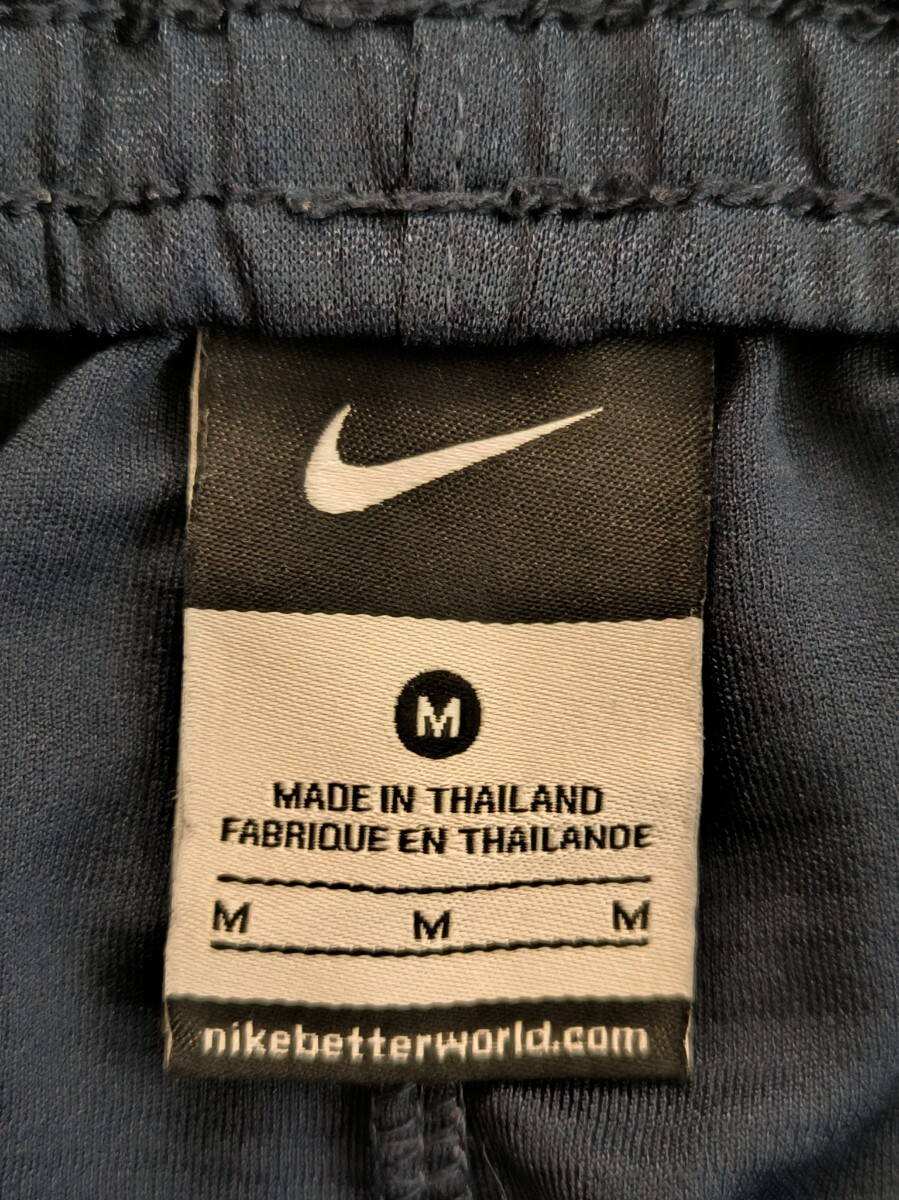 M
MADE IN THAILAND
FABRIQUE EN THAILANDE
M M M
nikebetterworld.com